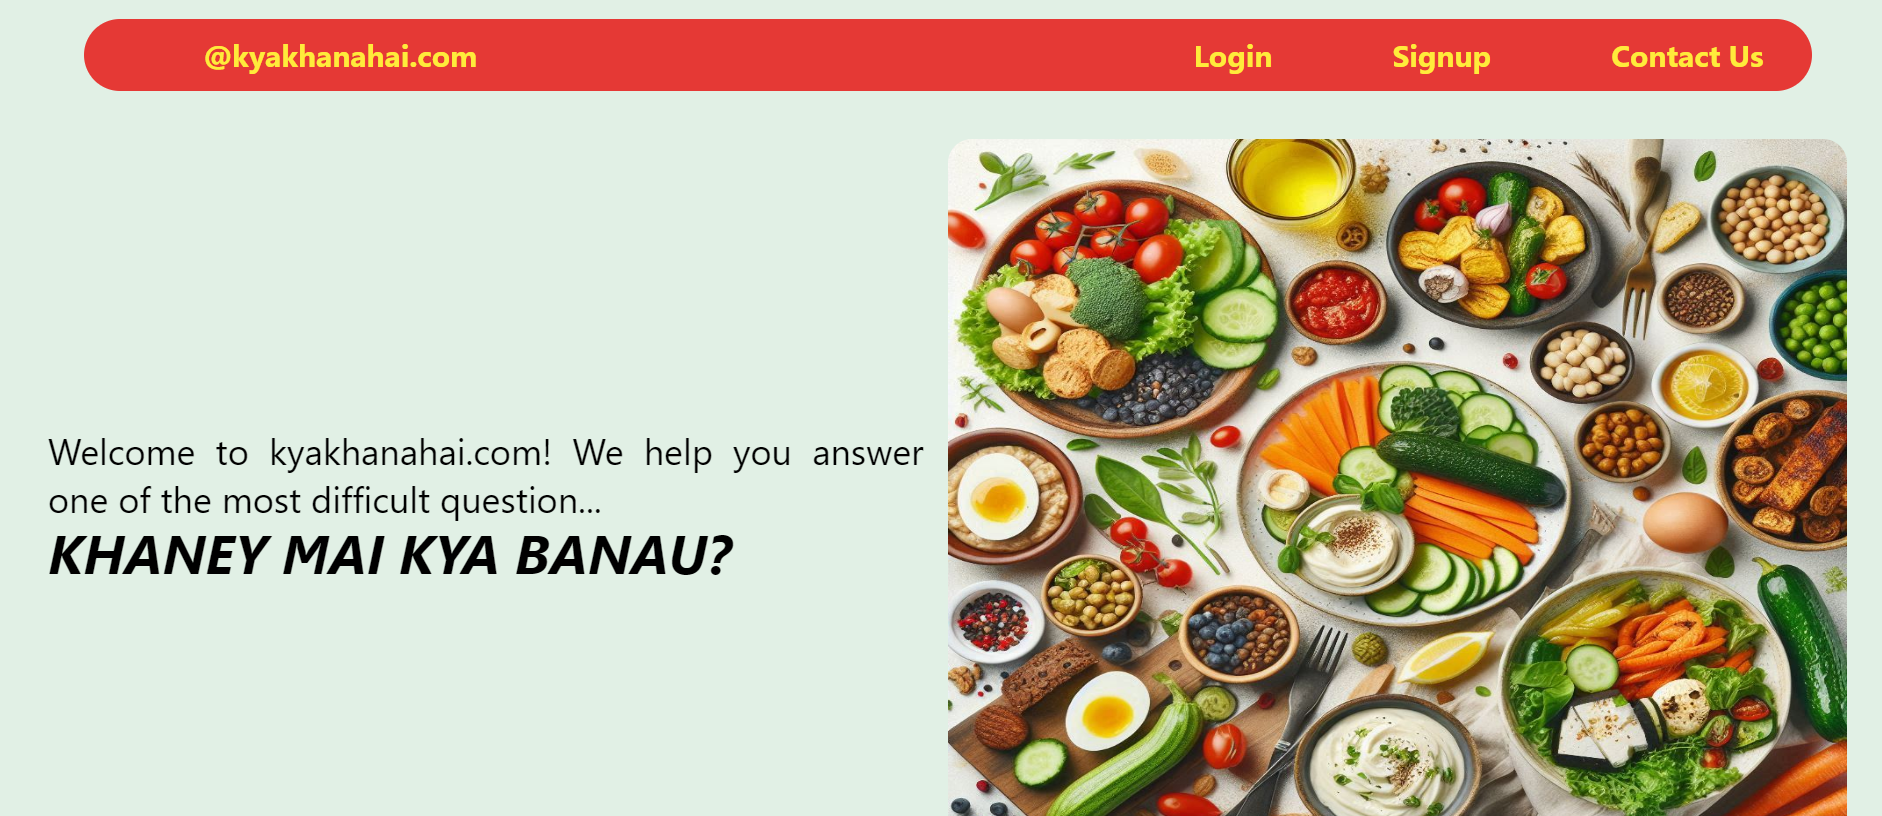 @kyakhanahai.com Login Signup Contact Us
Welcome to kyakhanahai.com! We help you answer
one of the most difficult question...
KHANEY MAI KYA BANAU?